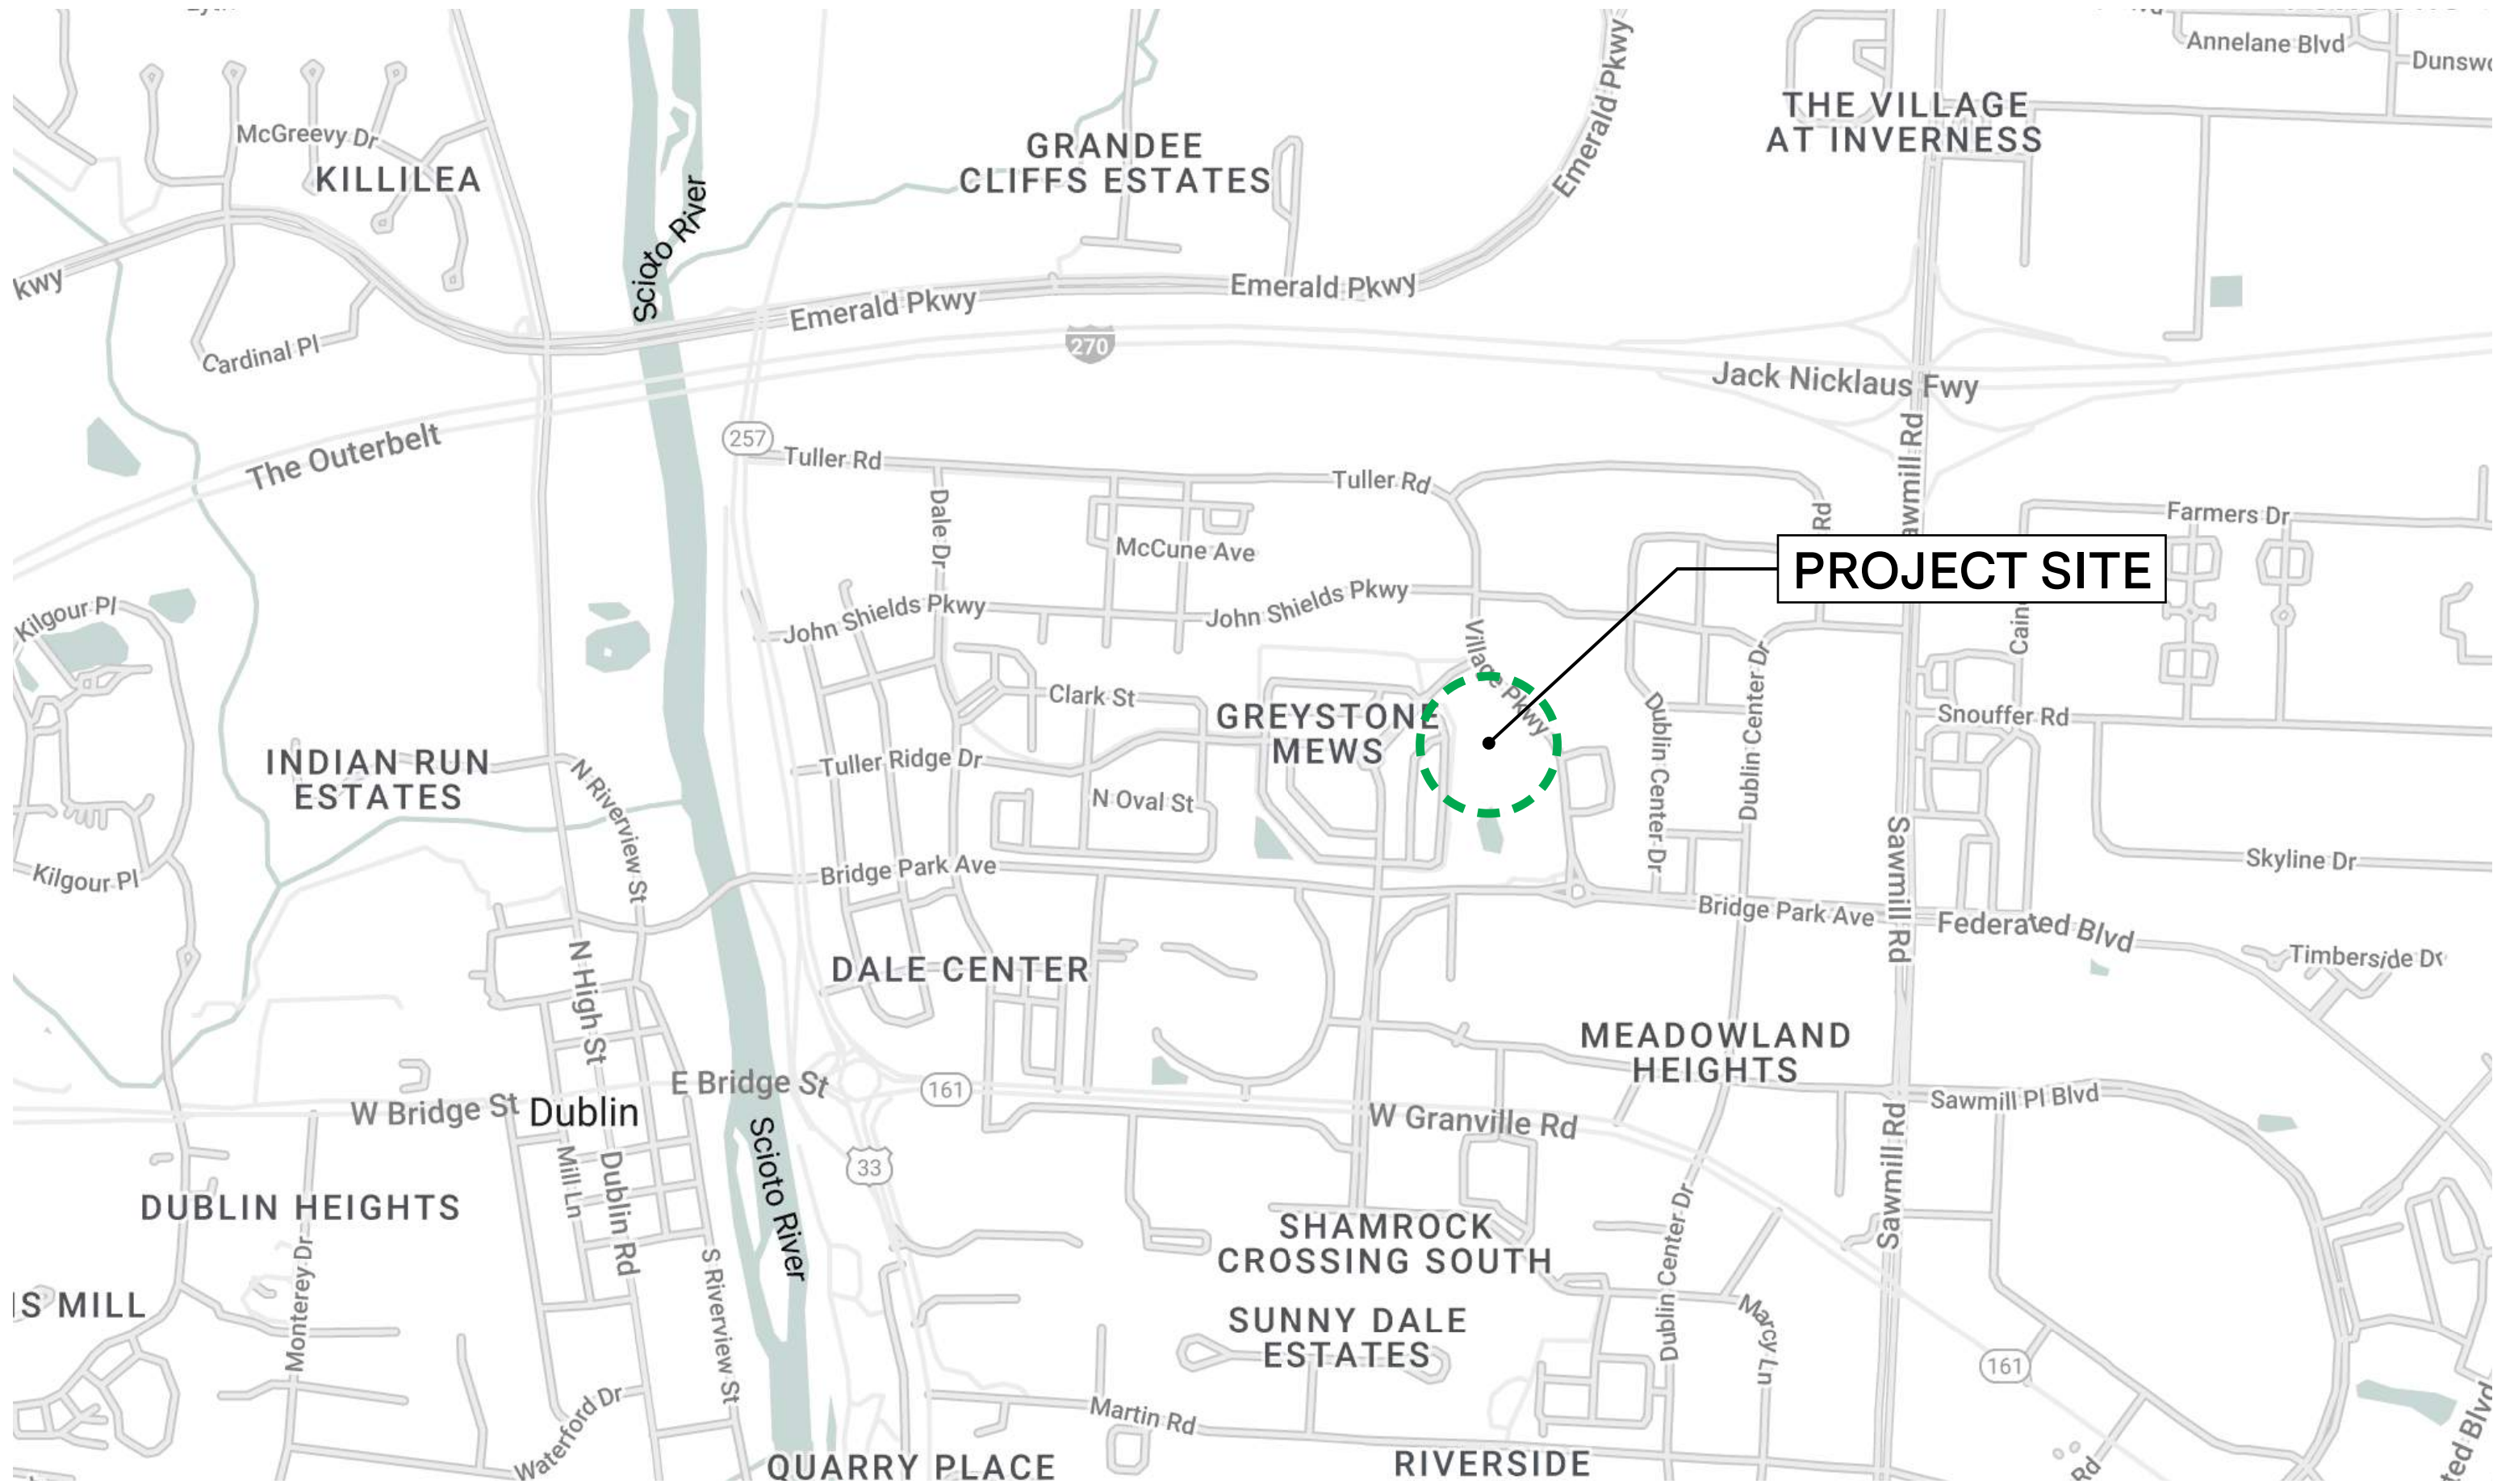 Annelane Blvd
Dunswo
THE VILLAGE
AT INVERNESS
McGreevy Dr
KILLILEA
GRANDEE
CLIFFS ESTATES
Emerald Pkwy
Scioto River
kwy
Emerald Pkwy
Emerald Pkwy
Cardinal Pl
270
Jack Nicklaus Fwy
The Outerbelt
257
Tuller Rd
Tuller Rd
Sawmill Rd
Rd
Farmers Dr
Dale Dr
McCune Ave
PROJECT SITE
Kilgour Pl
John Shields Pkwy
John Shields Pkwy
Village Pkwy
Cain
Clark St
GREYSTONE
MEWS
Dublin Center Dr
Dublin Center Dr
Snouffer Rd
INDIAN RUN
ESTATES
N Riverview St
Tuller Ridge Dr
N Oval St
Kilgour Pl
Bridge Park Ave
Sawmill Rd
Skyline Dr
Bridge Park Ave
Federated Blvd
Timberside Dr
N High St
DALE CENTER
MEADOWLAND
HEIGHTS
W Bridge St
Dublin
E Bridge St
161
W Granville Rd
Sawmill Pl Blvd
Scioto River
33
Mill Ln
Dublin Rd
Sawmill Rd
DUBLIN HEIGHTS
SHAMROCK
CROSSING SOUTH
Dublin Center Dr
Monterey Dr
S Riverview St
IS MILL
SUNNY DALE
ESTATES
Marcy Ln
161
Waterford Dr
Martin Rd
QUARRY PLACE
RIVERSIDE
Rd
ted Blvd